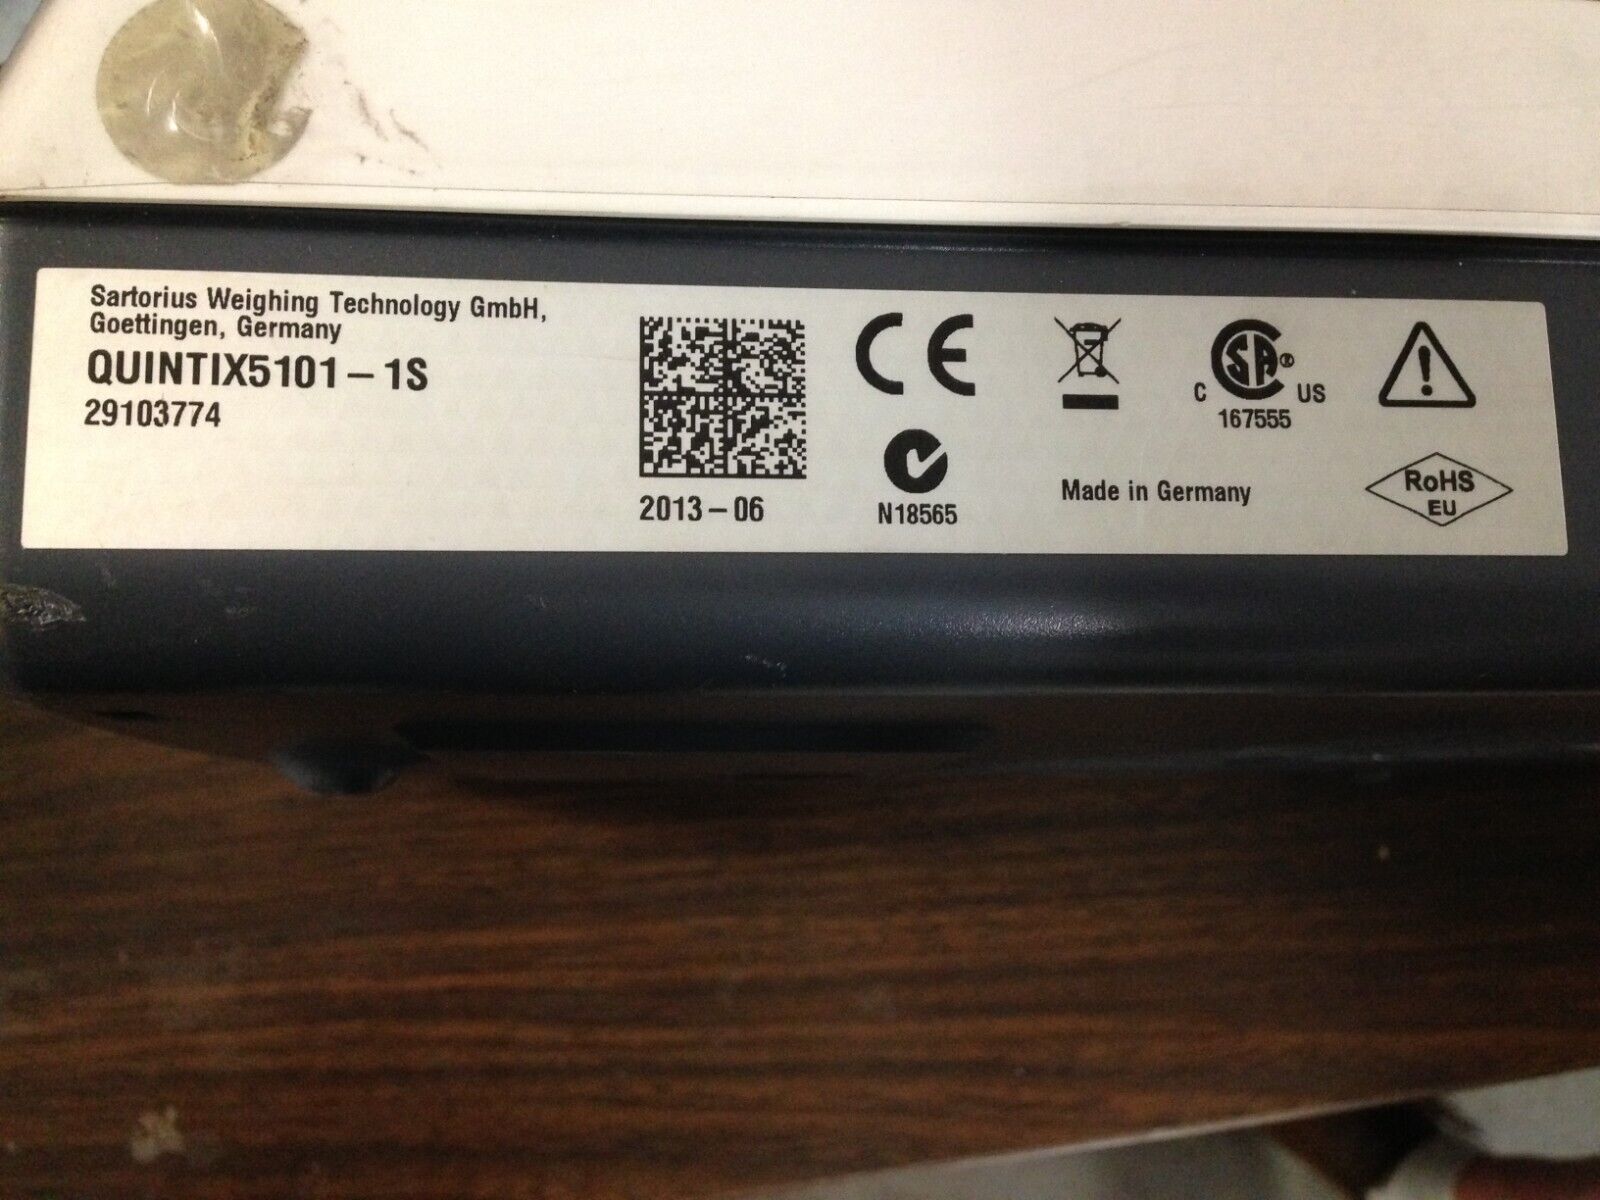 Sartorius Weighing Technology GmbH,
Goettingen, Germany
QUINTIX5101 – 1S
29103774
2013 – 06
CE
N18565
C SA ® US
167555
Made in Germany
RoHS
EU